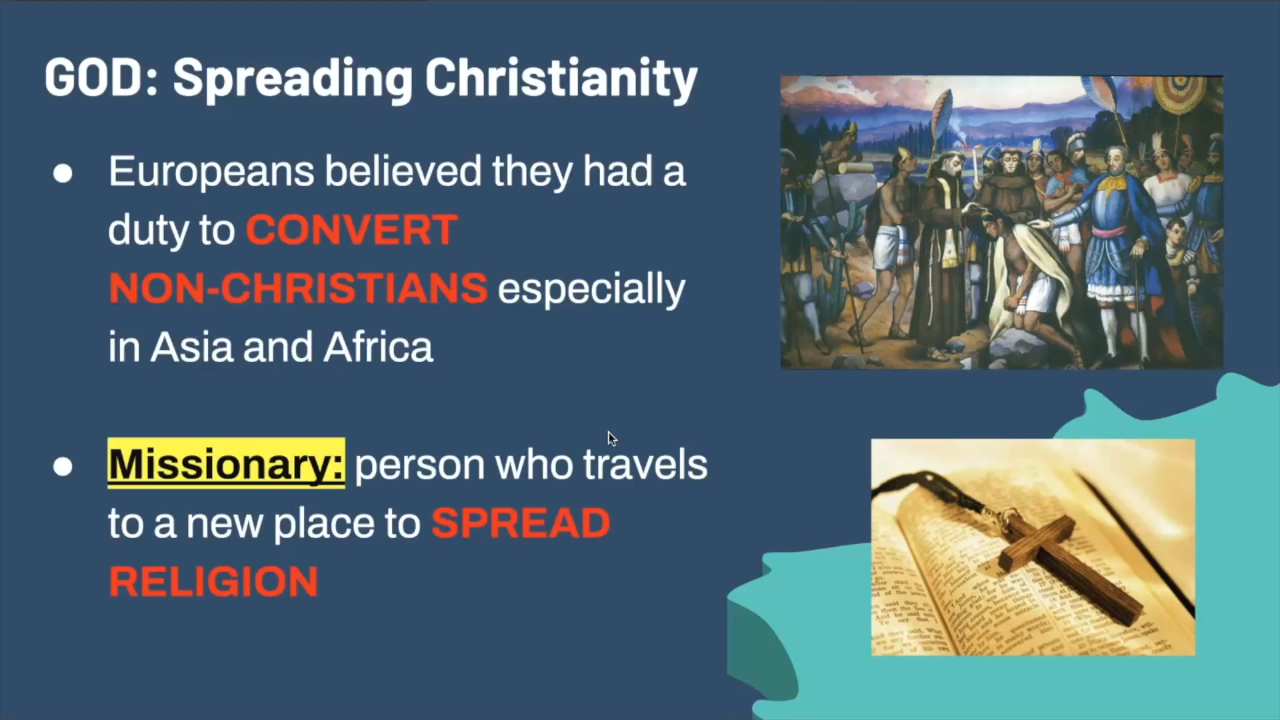 GOD: Spreading Christianity
● Europeans believed they had a
duty to CONVERT
NON-CHRISTIANS especially
in Asia and Africa
● Missionary: person who travels
to a new place to SPREAD
RELIGION